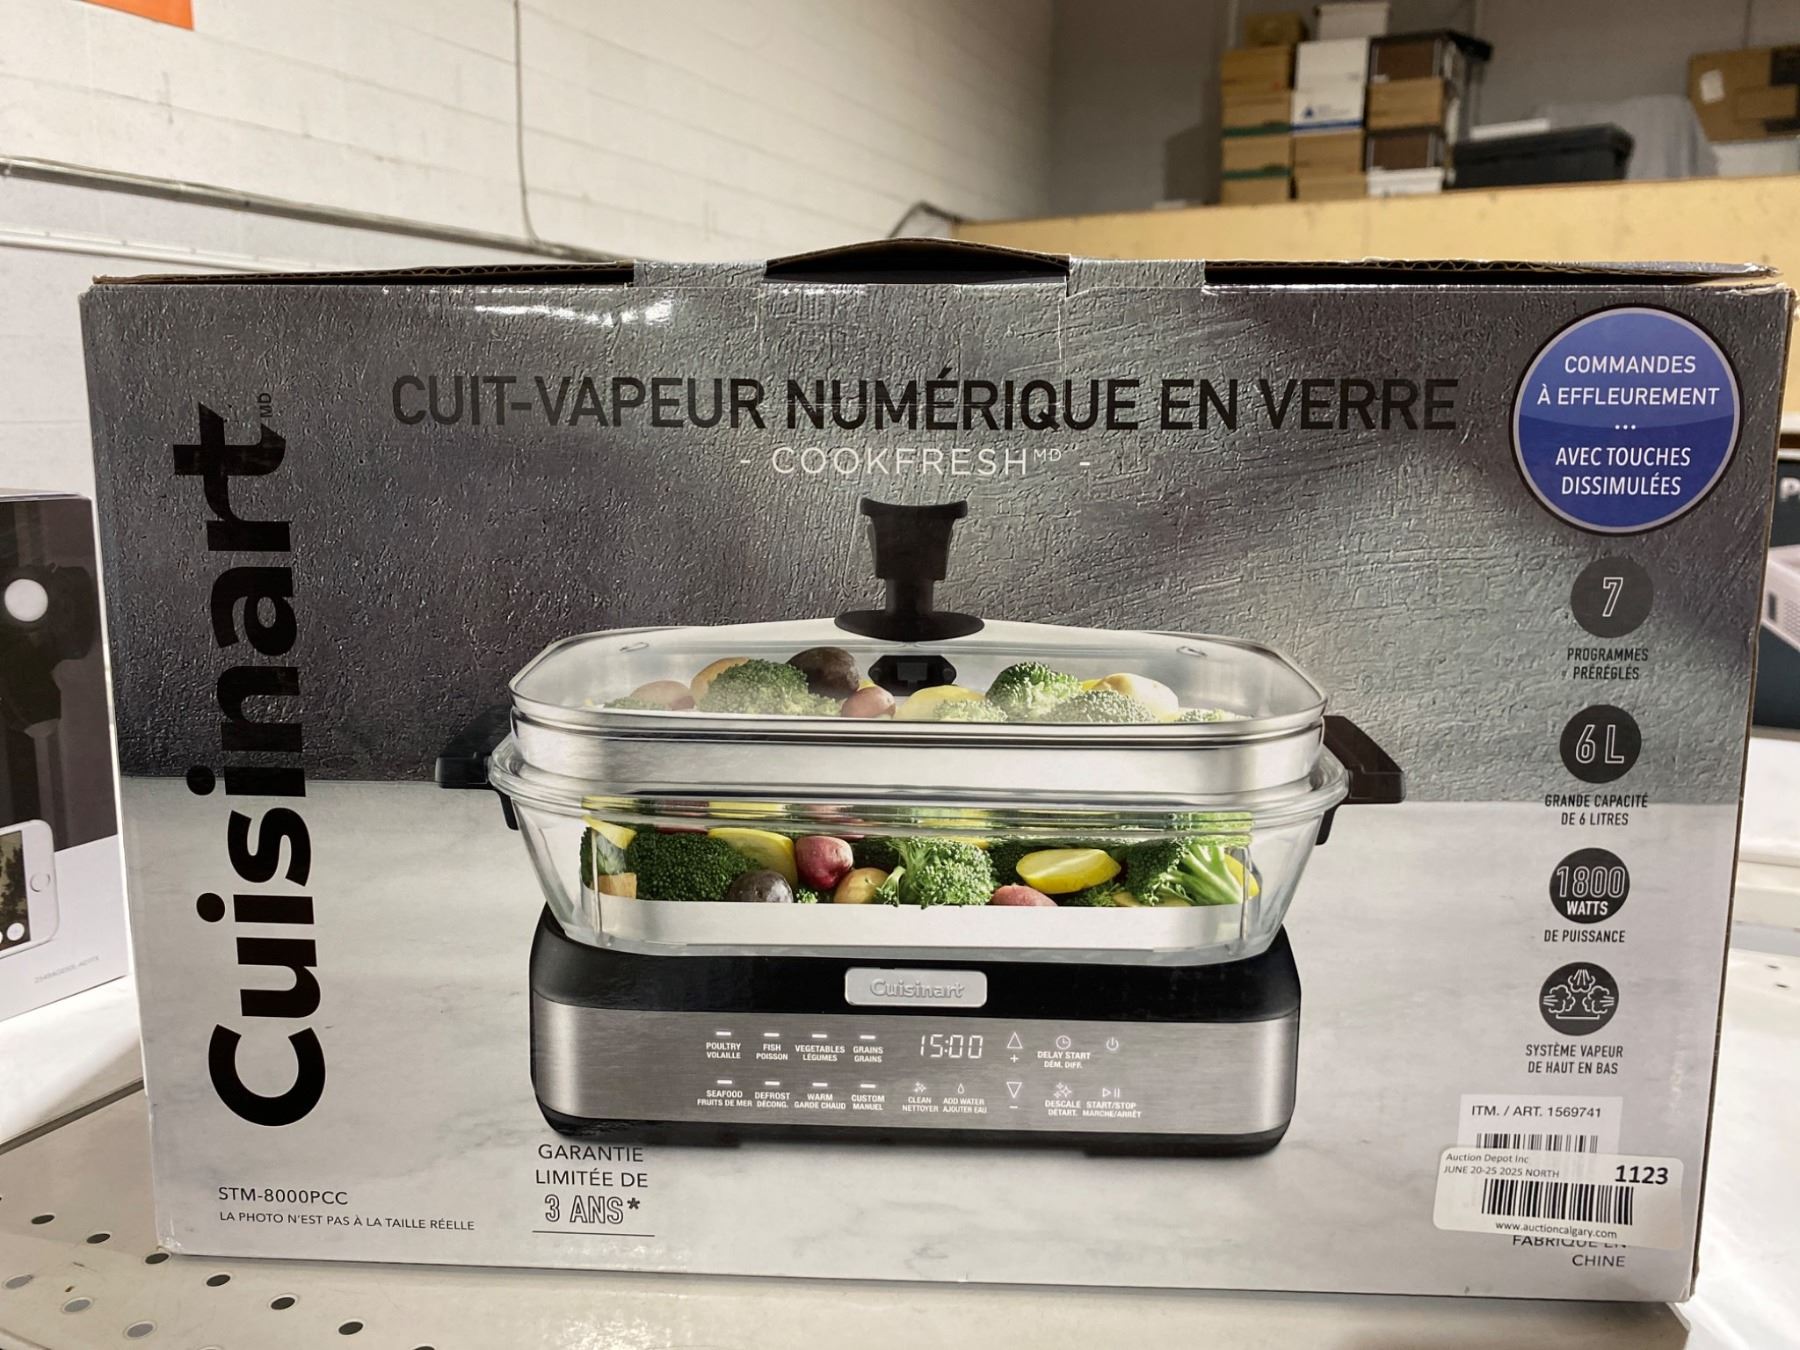 Cuisinart MD
CUIT-VAPEUR NUMÉRIQUE EN VERRE
- COOKFRESH MD -
COMMANDES
À EFFLEUREMENT
...
AVEC TOUCHES
DISSIMULÉES
7
PROGRAMMES
PRÉRÉGLÉS
6 L
GRANDE CAPACITÉ
DE 6 LITRES
1800
WATTS
DE PUISSANCE
SYSTÈME VAPEUR
DE HAUT EN BAS
Cuisinart
POULTRY
VOLAILLE
FISH
POISSON
VEGETABLES
LÉGUMES
GRAINS
GRAINS
15:00
+
DELAY START
DÉM. DIFF.
SEAFOOD
FRUITS DE MER
DEFROST
DÉCONG.
WARM
GARDE CHAUD
CUSTOM
MANUEL
CLEAN
NETTOYER
ADD WATER
AJOUTER EAU
-
DESCALE
DÉTART.
START/STOP
MARCHE/ARRÊT
GARANTIE
LIMITÉE DE
3 ANS*
STM-8000PCC
LA PHOTO N'EST PAS À LA TAILLE RÉELLE
ITM. / ART. 1569741
Auction Depot Inc
JUNE 20-25 2025 NORTH
1123
www.auctioncalgary.com
FABRIQUÉ EN
CHINE